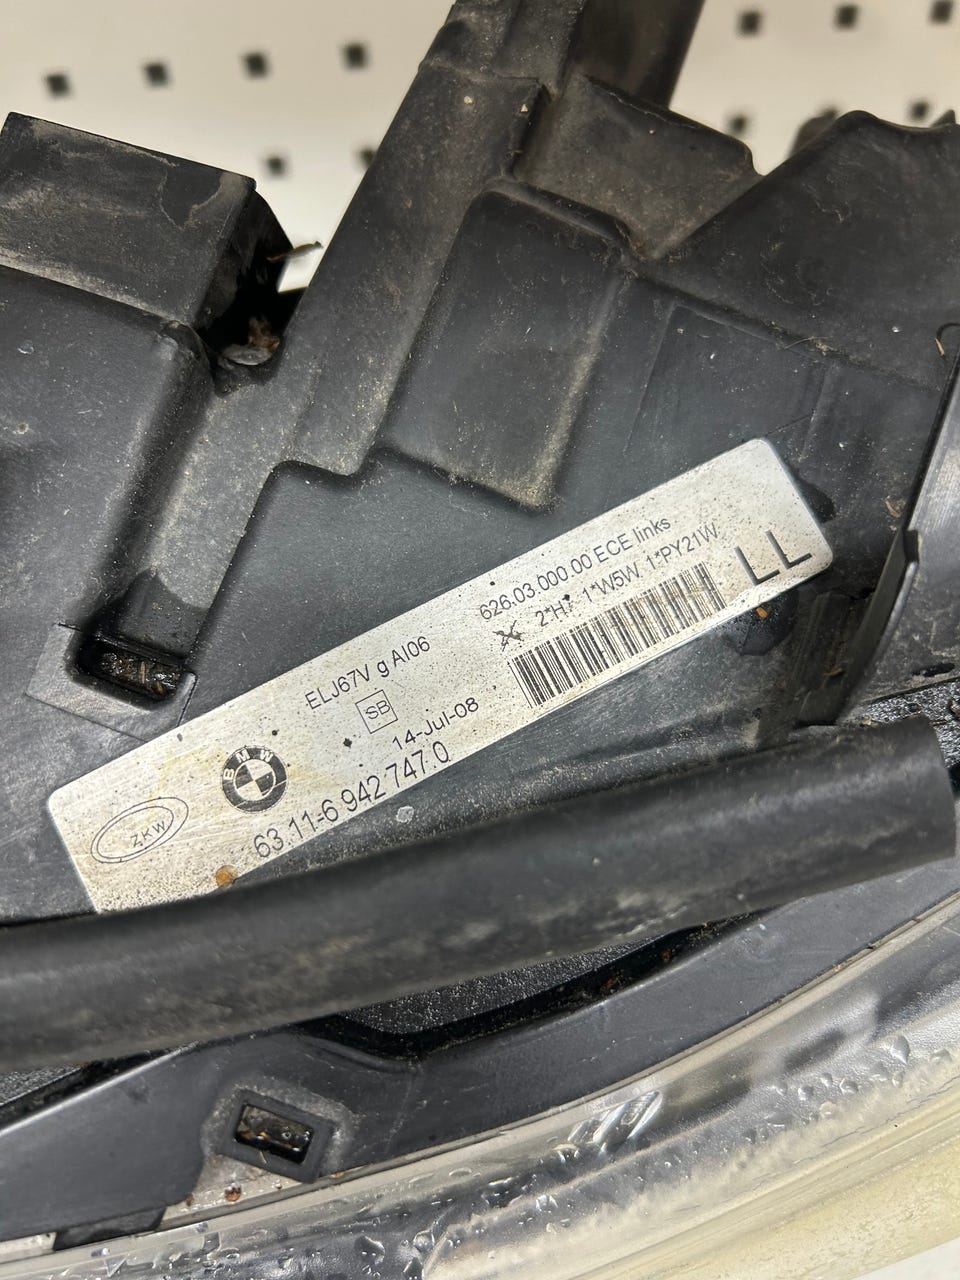 626.03.000.00 ECE links
2*H7 1*W5W 1*PY21W
LL
ELJ67V g AI06
SB
14-Jul-08
BMW
63.11-6 942 747.0
ZKW